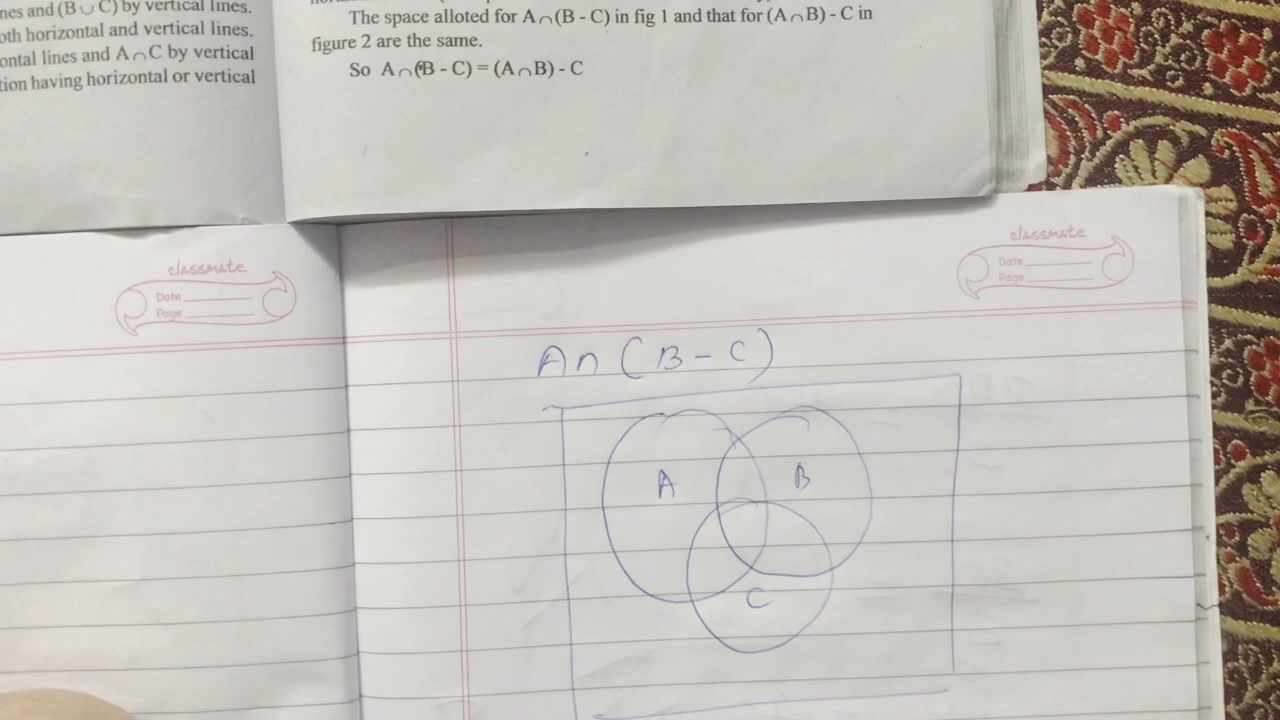 nes and (B ∪ C) by vertical lines.
oth horizontal and vertical lines.
ontal lines and A∩C by vertical
tion having horizontal or vertical
The space alloted for A∩(B - C) in fig 1 and that for (A∩B) - C in
figure 2 are the same.
So A∩(B - C) = (A∩B) - C
classmate
Date
Page
classmate
Date
Page
A∩(B-C)
A
B
C